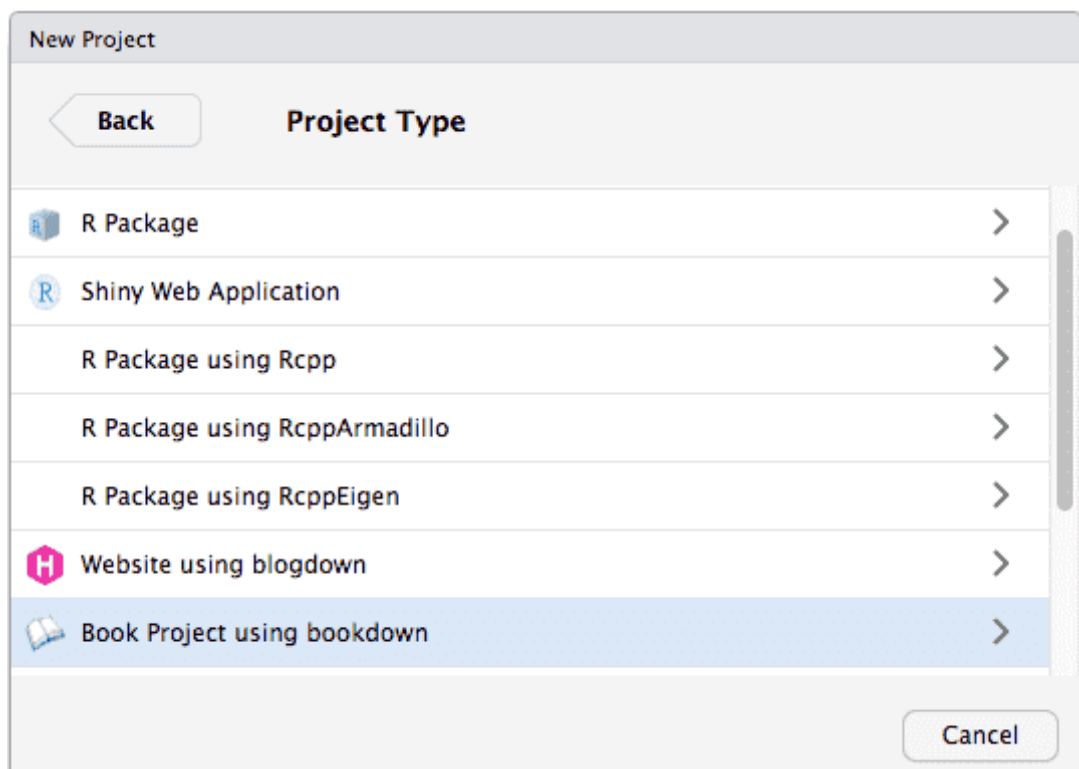 New Project
Back
Project Type
R R Package
R Shiny Web Application
R Package using Rcpp
R Package using RcppArmadillo
R Package using RcppEigen
H Website using blogdown
Book Project using bookdown
Cancel